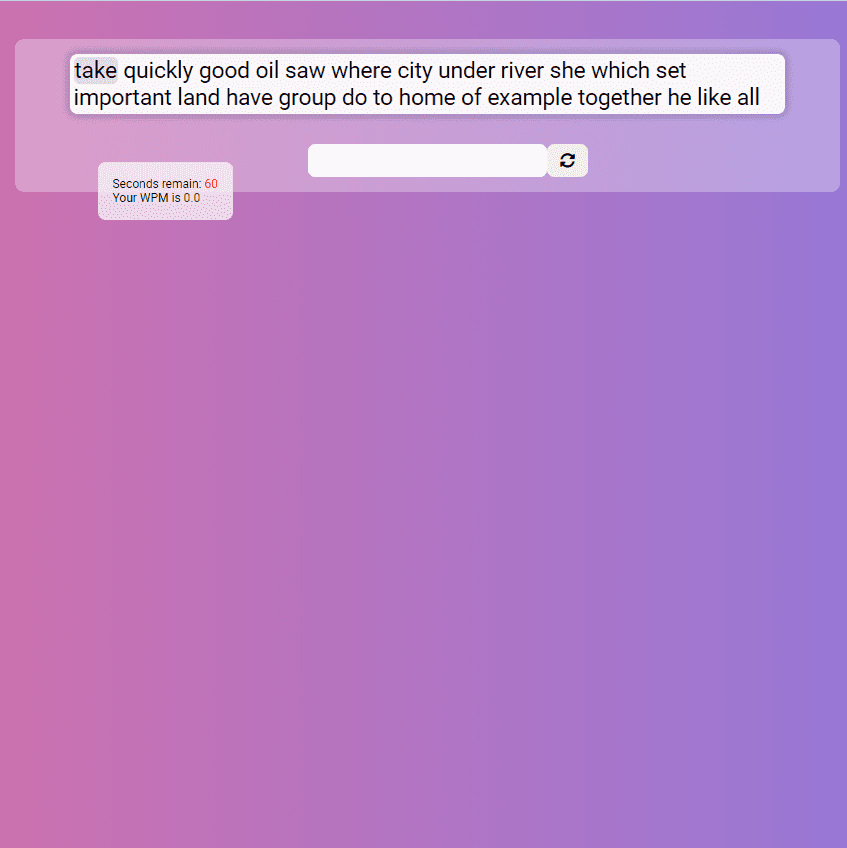 take quickly good oil saw where city under river she which set
important land have group do to home of example together he like all
Seconds remain: 60
Your WPM is 0.0